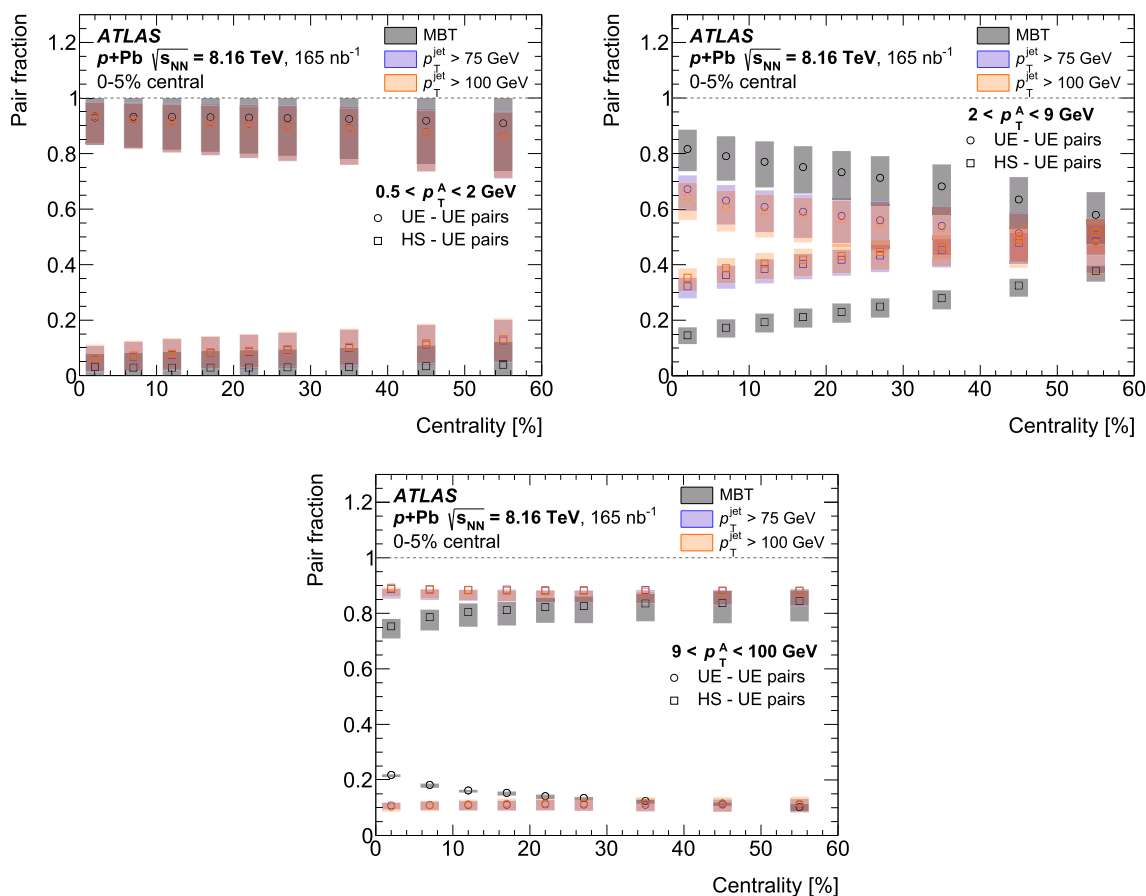 Pair fraction
ATLAS
p+Pb √sNN = 8.16 TeV, 165 nb⁻¹
0-5% central
MBT
pTjet > 75 GeV
pTjet > 100 GeV
0.5 < pTA < 2 GeV
UE - UE pairs
HS - UE pairs
1.2
1
0.8
0.6
0.4
0.2
0
0 10 20 30 40 50 60
Centrality [%]
Pair fraction
ATLAS
p+Pb √sNN = 8.16 TeV, 165 nb⁻¹
0-5% central
MBT
pTjet > 75 GeV
pTjet > 100 GeV
2 < pTA < 9 GeV
UE - UE pairs
HS - UE pairs
1.2
1
0.8
0.6
0.4
0.2
0
0 10 20 30 40 50 60
Centrality [%]
Pair fraction
ATLAS
p+Pb √sNN = 8.16 TeV, 165 nb⁻¹
0-5% central
MBT
pTjet > 75 GeV
pTjet > 100 GeV
9 < pTA < 100 GeV
UE - UE pairs
HS - UE pairs
1.2
1
0.8
0.6
0.4
0.2
0
0 10 20 30 40 50 60
Centrality [%]